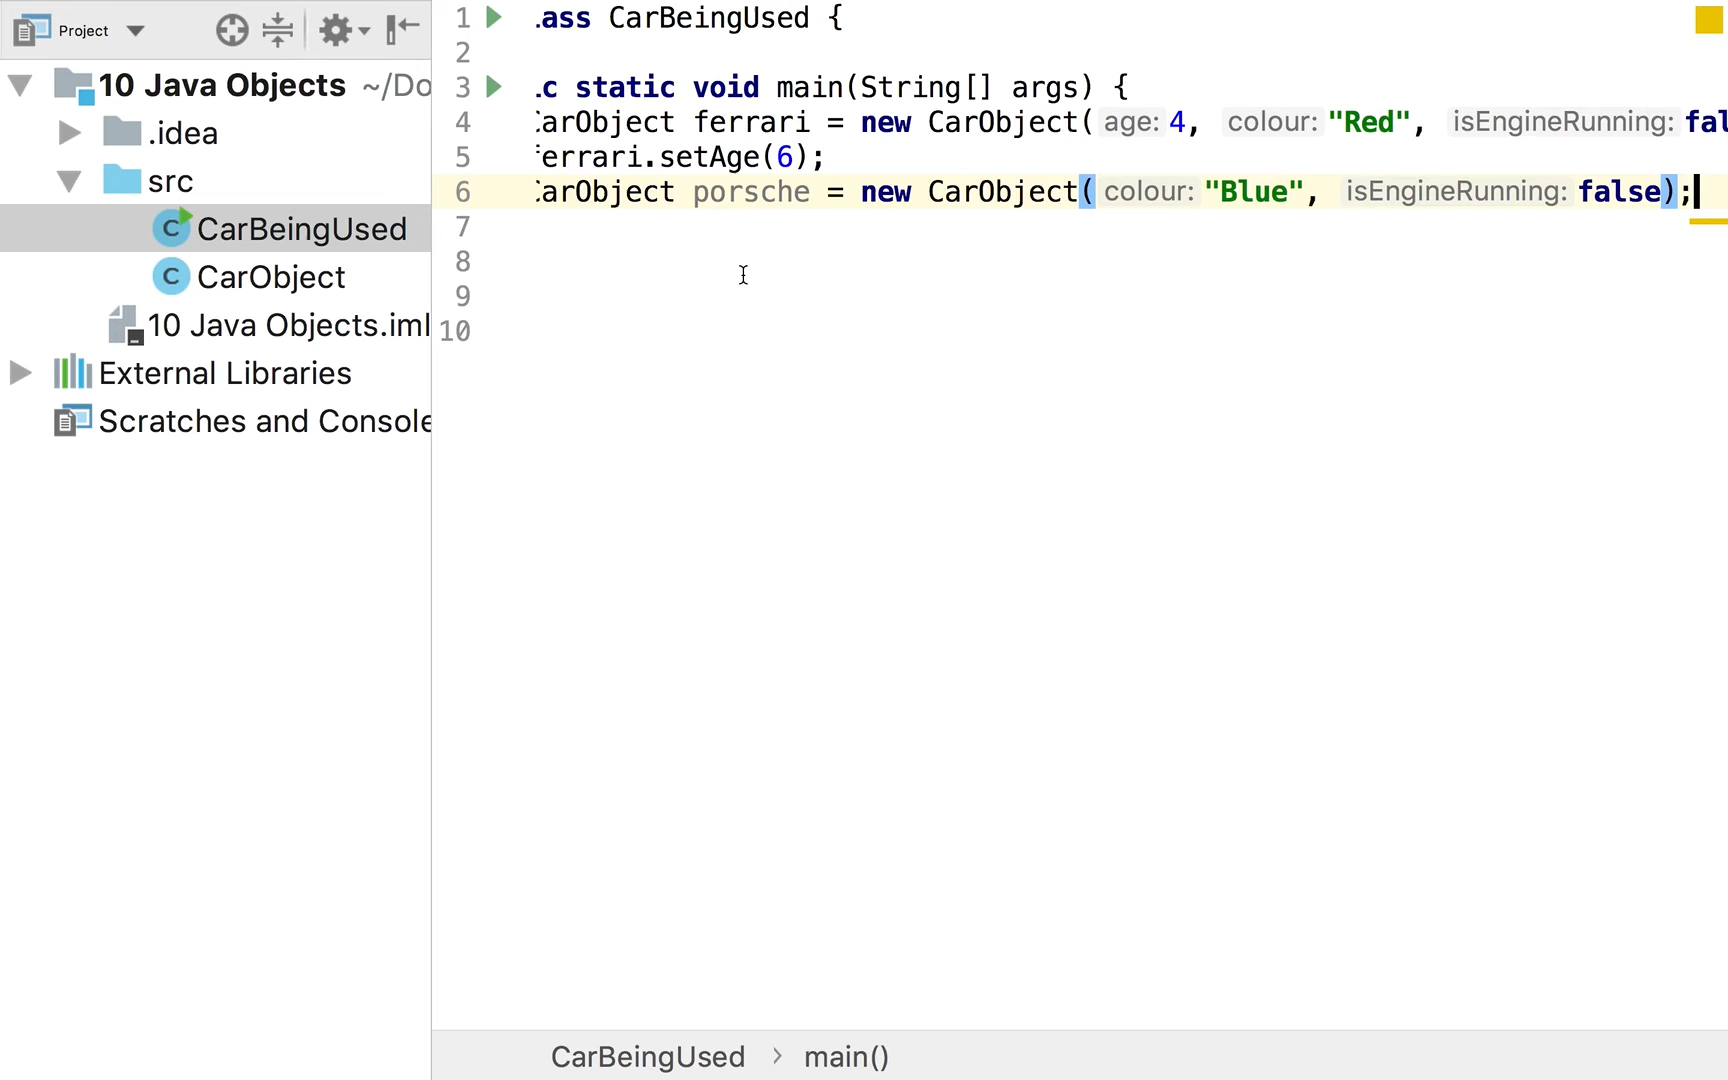 Project
10 Java Objects ~/Do
.idea
src
CarBeingUsed
CarObject
10 Java Objects.iml
External Libraries
Scratches and Console
1 ass CarBeingUsed {
2
3 c static void main(String[] args) {
4 arObject ferrari = new CarObject( age: 4, colour: "Red", isEngineRunning: fal
5 errari.setAge(6);
6 arObject porsche = new CarObject( colour: "Blue", isEngineRunning: false);
7
8
9
10
CarBeingUsed › main()